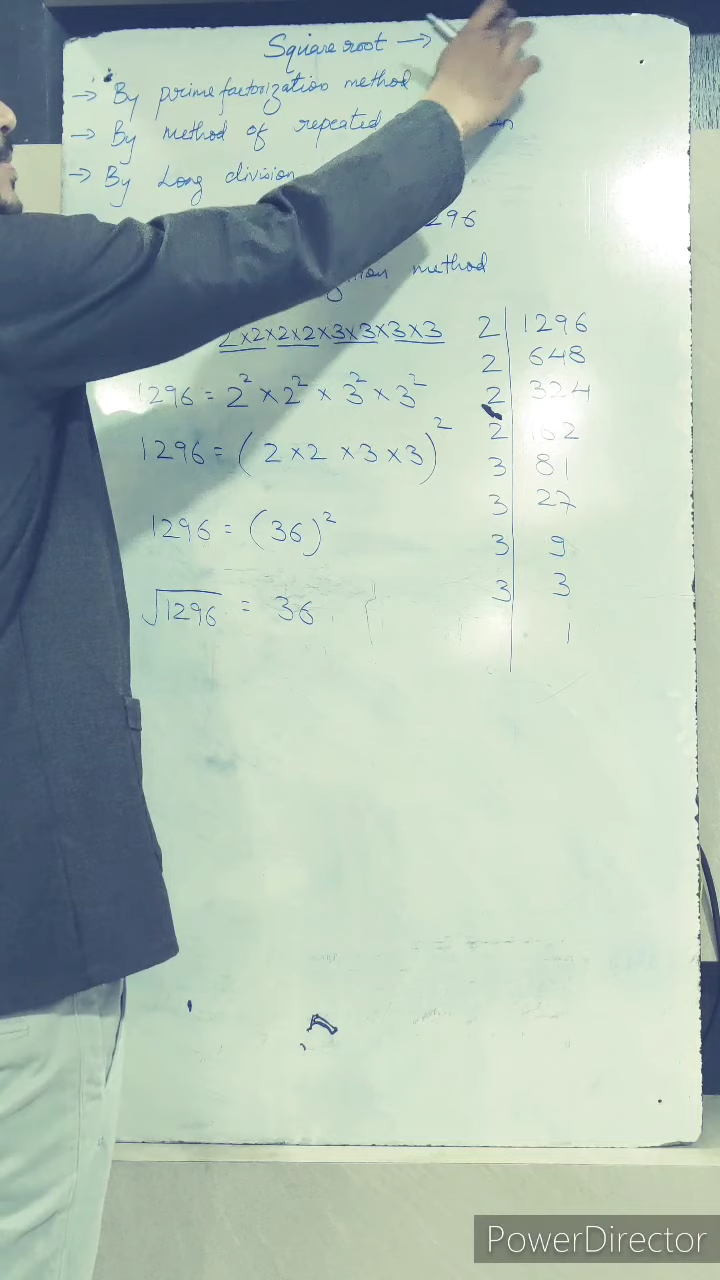 Square root →
→ By prime factorization method
→ By method of repeated
→ By Long division
296
method
2×2×2×2×3×3×3×3
1296 = 2² × 2² × 3² × 3²
1296 = (2×2×3×3)²
1296 = (36)²
√1296 = 36
2 | 1296
2 | 648
2 | 324
2 | 162
3 | 81
3 | 27
3 | 9
3 | 3
| 1
PowerDirector